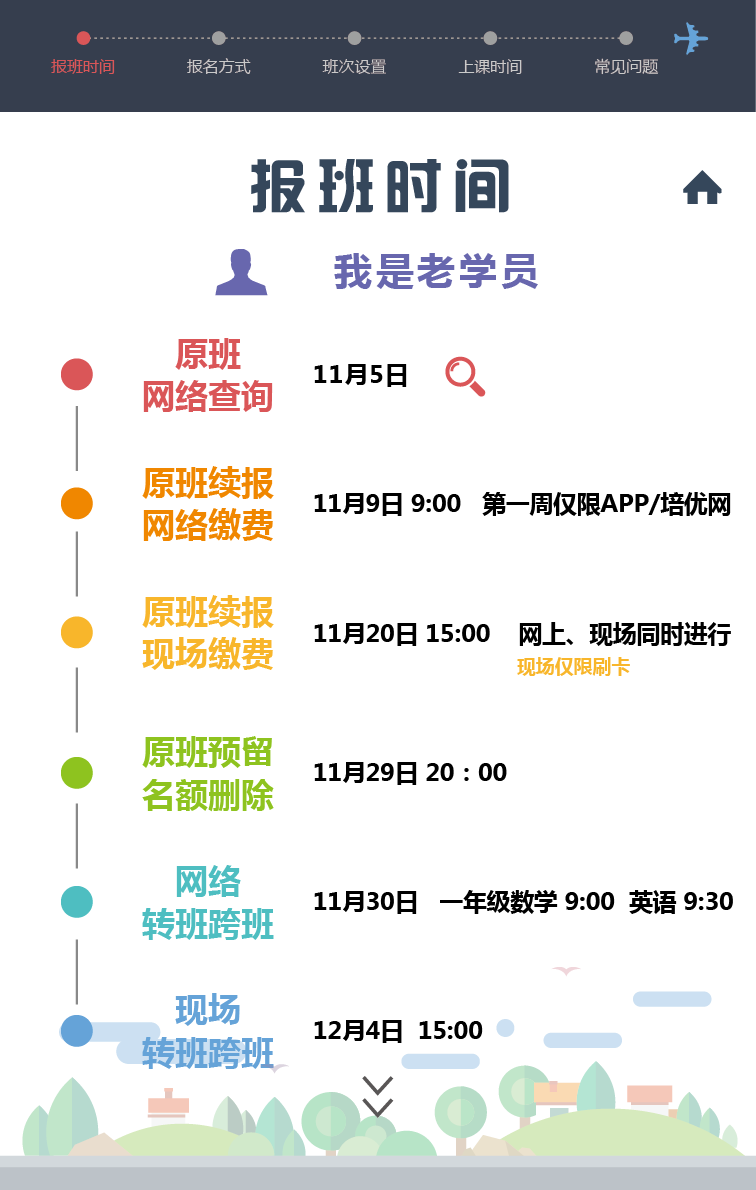 报班时间 报名方式 班次设置 上课时间 常见问题
报班时间
我是老学员
原班
网络查询
11月5日
原班续报
网络缴费
11月9日 9:00 第一周仅限APP/培优网
原班续报
现场缴费
11月20日 15:00 网上、现场同时进行
现场仅限刷卡
原班预留
名额删除
11月29日 20：00
网络
转班跨班
11月30日 一年级数学 9:00 英语 9:30
现场
转班跨班
12月4日 15:00